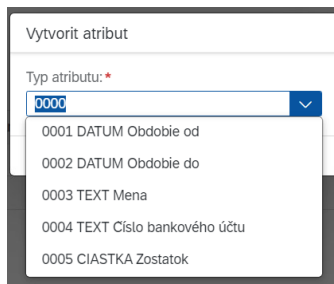 Vytvorit atribut
Typ atributu: *
0000
0001 DATUM Obdobie od
0002 DATUM Obdobie do
0003 TEXT Mena
0004 TEXT Číslo bankového účtu
0005 CIASTKA Zostatok